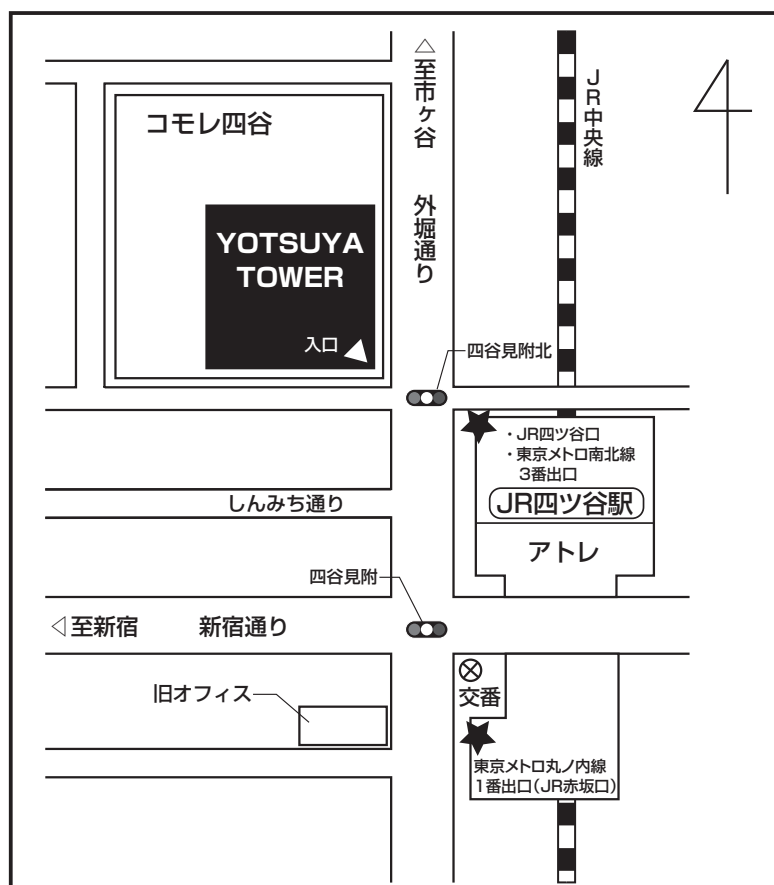 △至市ヶ谷
JR中央線
コモレ四谷
外堀通り
YOTSUYA
TOWER
入口
四谷見附北
・JR四ツ谷口
・東京メトロ南北線
3番出口
JR四ツ谷駅
しんみち通り
アトレ
四谷見附
◁至新宿
新宿通り
旧オフィス
交番
東京メトロ丸ノ内線
1番出口(JR赤坂口)